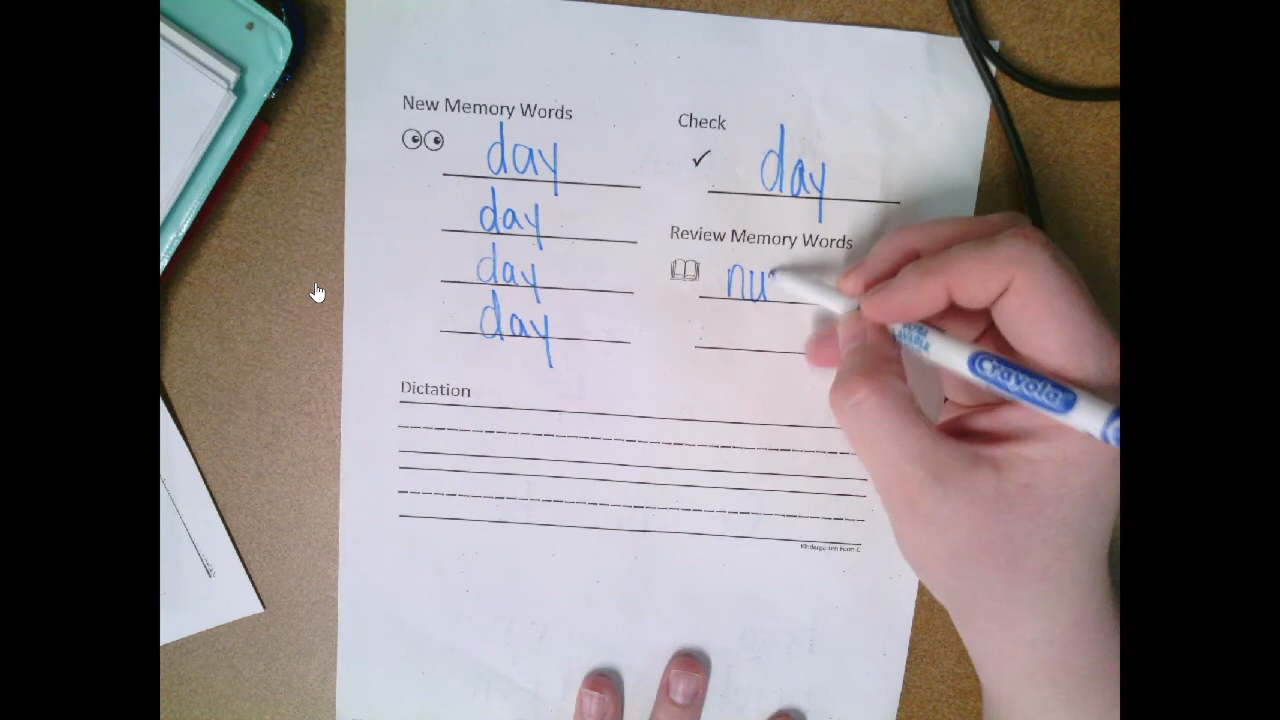 New Memory Words
day
day
day
day
Check
day
Review Memory Words
nu
Dictation
Crayola